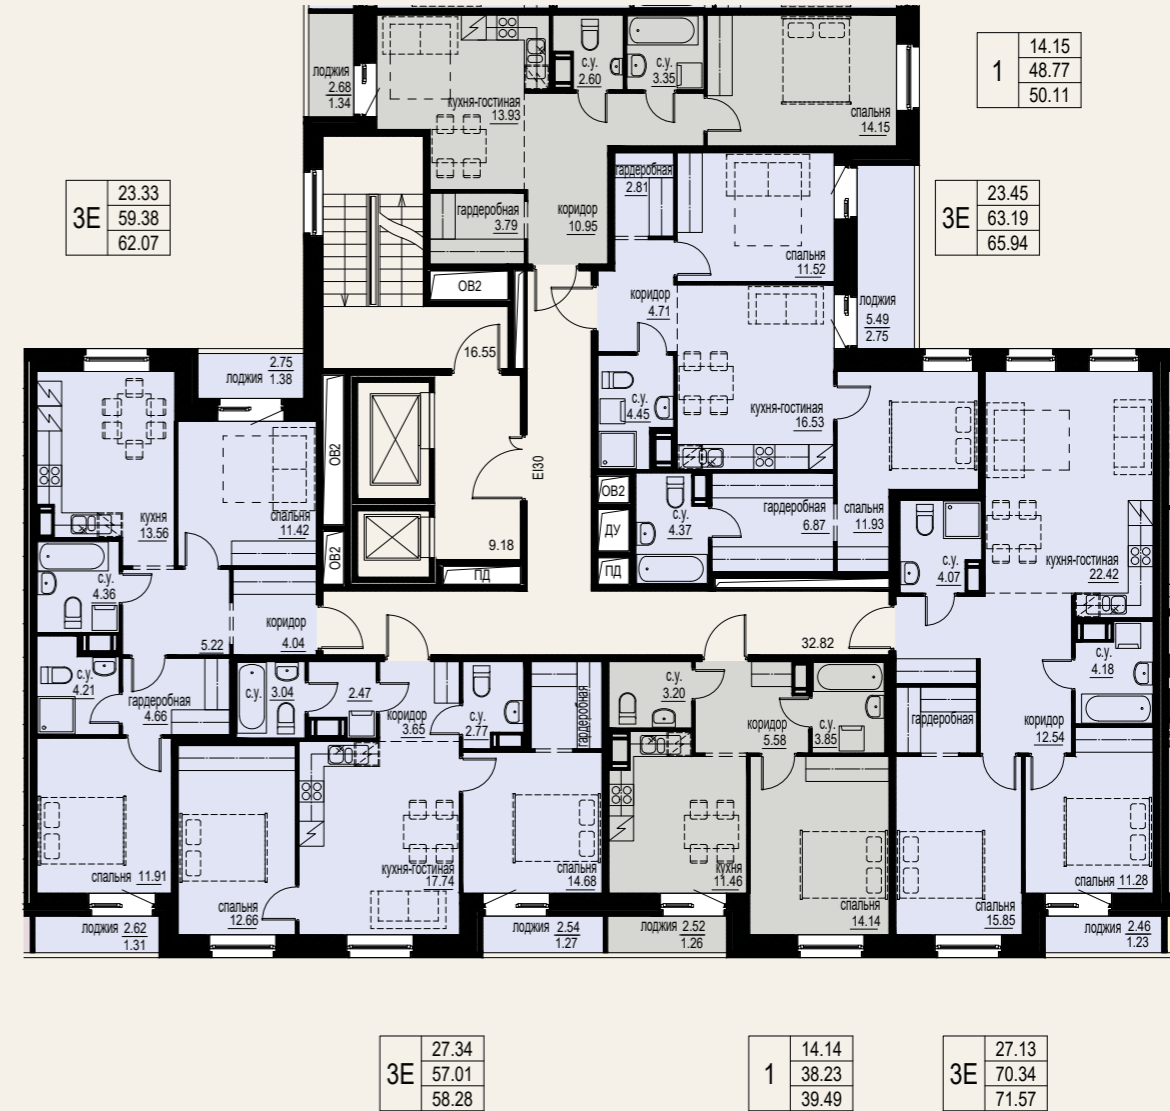 1
14.15
48.77
50.11
лоджия
2.68
1.34
с.у.
2.60
с.у.
3.35
кухня-гостиная
13.93
спальня
14.15
3Е
23.33
59.38
62.07
гардеробная
3.79
коридор
10.95
гардеробная
2.81
спальня
11.52
3Е
23.45
63.19
65.94
ОВ2
коридор
4.71
лоджия
5.49
2.75
16.55
2.75
лоджия 1.38
с.у.
4.45
кухня-гостиная
16.53
ОВ2
EI30
кухня
13.56
спальня
11.42
ОВ2
ДУ
ПД
с.у.
4.37
гардеробная
6.87
спальня
11.93
с.у.
4.07
кухня-гостиная
22.42
9.18
ОВ2
ПД
с.у.
4.36
5.22
коридор
4.04
32.82
с.у.
4.18
с.у.
4.21
гардеробная
4.66
с.у.
3.04
2.47
коридор
3.65
с.у.
2.77
гардеробная
с.у.
3.20
коридор
5.58
с.у.
3.85
гардеробная
коридор
12.54
спальня 11.91
спальня
12.66
кухня-гостиная
17.74
спальня
14.68
кухня
11.46
спальня
14.14
спальня
15.85
спальня 11.28
лоджия 2.62
1.31
лоджия 2.54
1.27
лоджия 2.52
1.26
лоджия 2.46
1.23
3Е
27.34
57.01
58.28
1
14.14
38.23
39.49
3Е
27.13
70.34
71.57